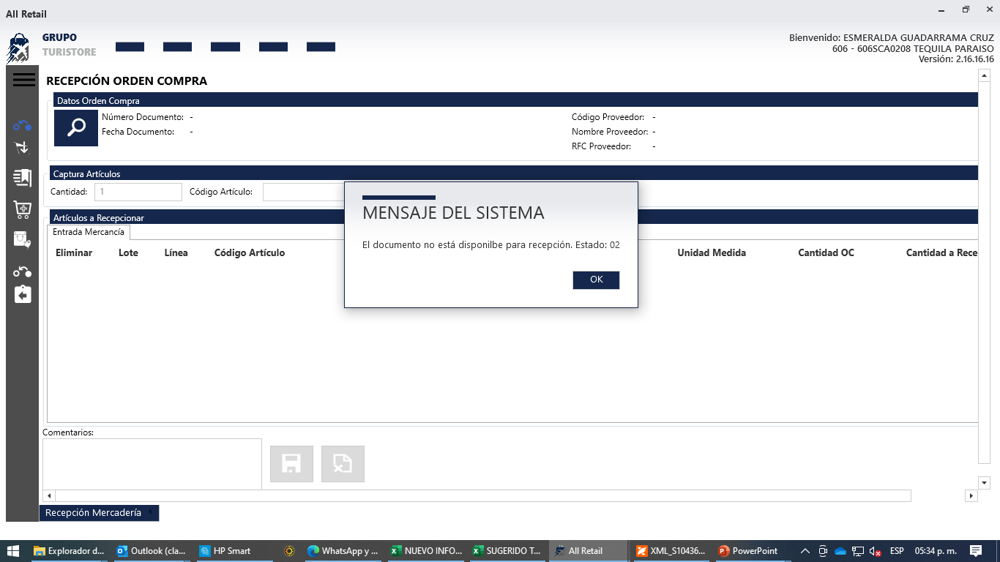 All Retail
GRUPO
TURISTORE
Bienvenido: ESMERALDA GUADARRAMA CRUZ
606 - 606SCA0208 TEQUILA PARAISO
Versión: 2.16.16.16
RECEPCIÓN ORDEN COMPRA
Datos Orden Compra
Número Documento: -
Código Proveedor: -
Fecha Documento: -
Nombre Proveedor: -
RFC Proveedor: -
Captura Artículos
Cantidad: 1 Código Artículo:
Artículos a Recepcionar
Entrada Mercancía
Eliminar Lote Línea Código Artículo Unidad Medida Cantidad OC Cantidad a Rece
MENSAJE DEL SISTEMA
El documento no está disponilbe para recepción. Estado: 02
OK
Comentarios:
Recepción Mercadería x
Explorador d... Outlook (cla... HP Smart WhatsApp y ... NUEVO INFO... SUGERIDO T... All Retail XML_S10436... PowerPoint ESP 05:34 p. m.